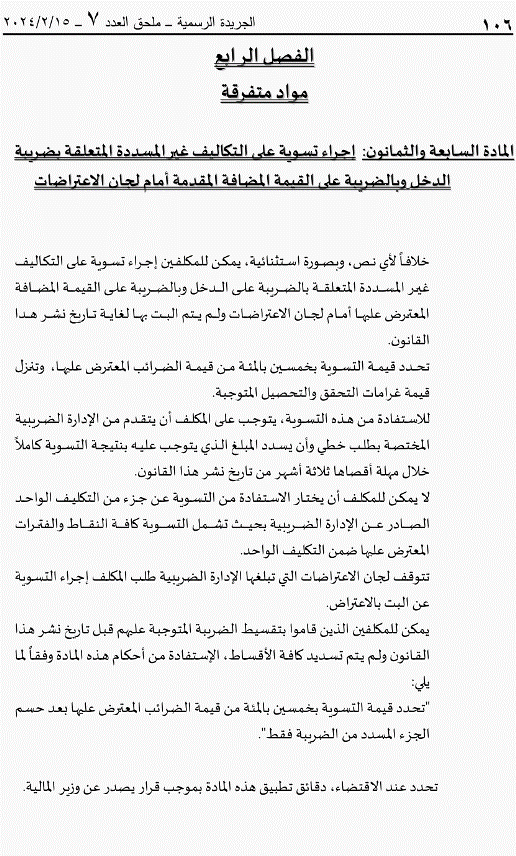 ١٠٦ الجريدة الرسمية – ملحق العدد ٧ – ٢٠٢٤/٢/١٥
الفصل الرابع
مواد متفرقة
المادة السابعة والثمانون: اجراء تسوية على التكاليف غير المسددة المتعلقة بضريبة
الدخل وبالضريبة على القيمة المضافة المقدمة أمام لجان الاعتراضات
خلافاً لأي نص، وبصورة استثنائية، يمكن للمكلفين إجراء تسوية على التكاليف
غير المسددة المتعلقة بالضريبة على الدخل وبالضريبة على القيمة المضافة
المعترض عليها أمام لجان الاعتراضات ولم يتم البت بها لغاية تاريخ نشر هذا
القانون.
تحدد قيمة التسوية بخمسين بالمئة من قيمة الضرائب المعترض عليها، وتنزل
قيمة غرامات التحقق والتحصيل المتوجبة.
للاستفادة من هذه التسوية، يتوجب على المكلف أن يتقدم من الإدارة الضريبية
المختصة بطلب خطي وأن يسدد المبلغ الذي يتوجب عليه بنتيجة التسوية كاملاً
خلال مهلة أقصاها ثلاثة أشهر من تاريخ نشر هذا القانون.
لا يمكن للمكلف أن يختار الاستفادة من التسوية عن جزء من التكليف الواحد
الصادر عن الإدارة الضريبية بحيث تشمل التسوية كافة النقاط والفترات
المعترض عليها ضمن التكليف الواحد.
تتوقف لجان الاعتراضات التي تبلغها الإدارة الضريبية طلب المكلف إجراء التسوية
عن البت بالاعتراض.
يمكن للمكلفين الذين قاموا بتقسيط الضريبة المتوجبة عليهم قبل تاريخ نشر هذا
القانون ولم يتم تسديد كافة الأقساط، الإستفادة من أحكام هذه المادة وفقاً لما
يلي:
"تحدد قيمة التسوية بخمسين بالمئة من قيمة الضرائب المعترض عليها بعد حسم
الجزء المسدد من الضريبة فقط".
تحدد عند الاقتضاء، دقائق تطبيق هذه المادة بموجب قرار يصدر عن وزير المالية.